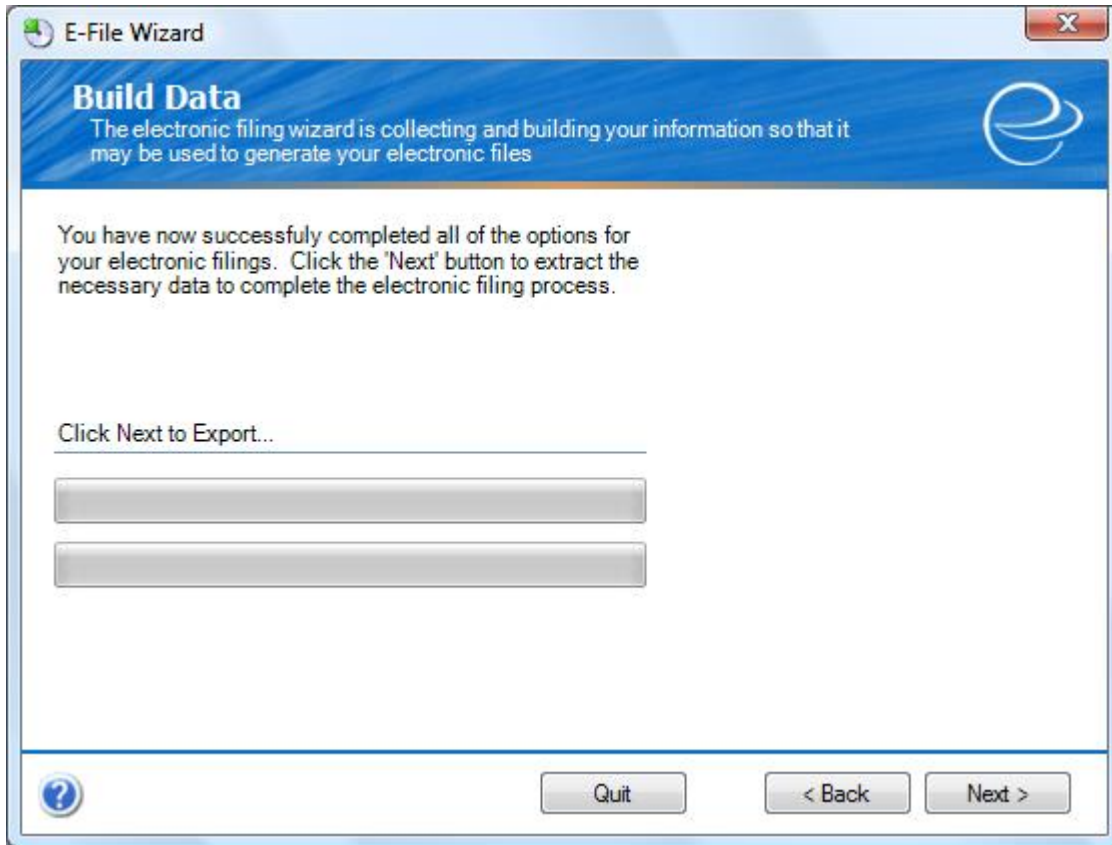 E-File Wizard
Build Data
The electronic filing wizard is collecting and building your information so that it
may be used to generate your electronic files
You have now successfuly completed all of the options for
your electronic filings. Click the 'Next' button to extract the
necessary data to complete the electronic filing process.
Click Next to Export...
Quit
< Back
Next >